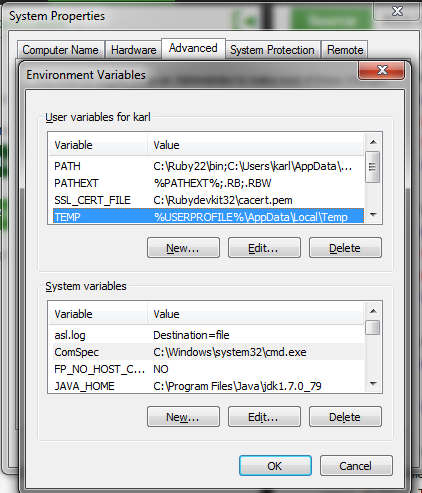 System Properties
Computer Name Hardware Advanced System Protection Remote
Environment Variables
User variables for karl
Variable Value
PATH C:\Ruby22\bin;C:\Users\karl\AppData\...
PATHEXT %PATHEXT%;.RB;.RBW
SSL_CERT_FILE C:\Rubydevkit32\cacert.pem
TEMP %USERPROFILE%\AppData\Local\Temp
New... Edit... Delete
System variables
Variable Value
asl.log Destination=file
ComSpec C:\Windows\system32\cmd.exe
FP_NO_HOST_C... NO
JAVA_HOME C:\Program Files\Java\jdk1.7.0_79
New... Edit... Delete
OK Cancel